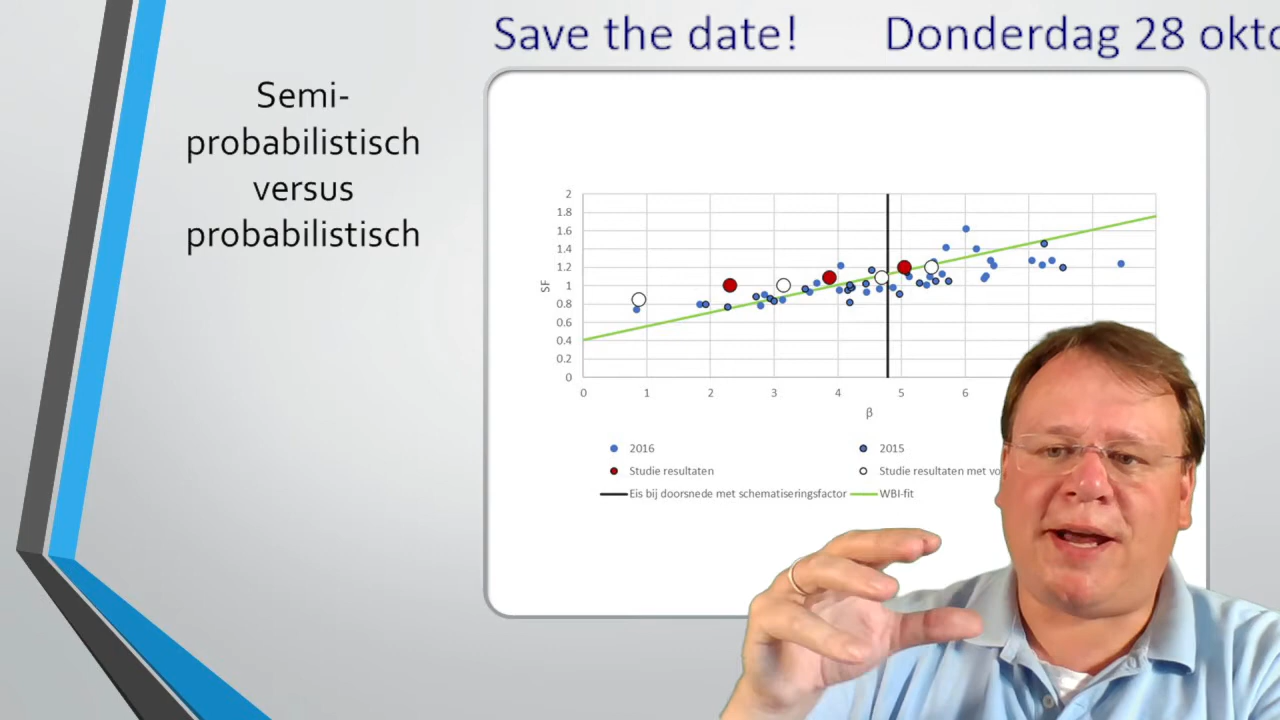 Save the date! Donderdag 28 okto
Semi-
probabilistisch
versus
probabilistisch
2
1.8
1.6
1.4
1.2
1
0.8
0.6
0.4
0.2
0
SF
0 1 2 3 4 5 6
β
2016 2015
Studie resultaten Studie resultaten met vo
Eis bij doorsnede met schematiseringsfactor WBI-fit